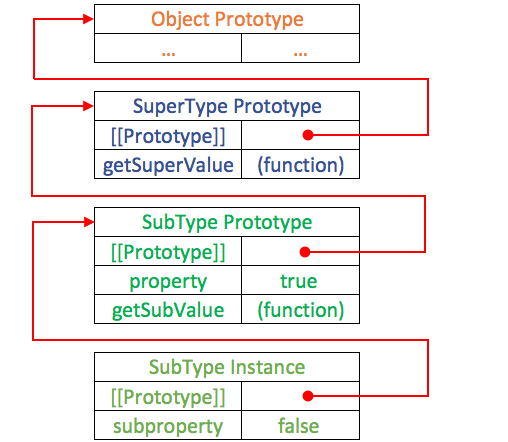 Object Prototype
... ...
SuperType Prototype
[[Prototype]]
getSuperValue (function)
SubType Prototype
[[Prototype]]
property true
getSubValue (function)
SubType Instance
[[Prototype]]
subproperty false